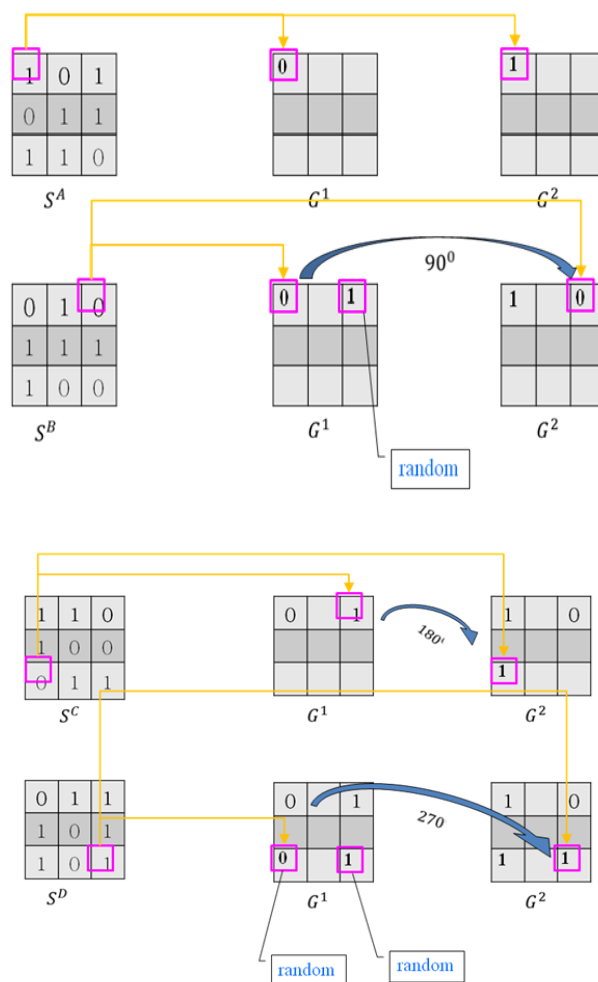 1 0 1 0 1
0 1 1
1 1 0
S^A G^1 G^2
90^0
0 1 0 0 1 1 0
1 1 1
1 0 0
S^B G^1 G^2
random
1 1 0 0 1 1 0
1 0 0
0 1 1 1
180
S^C G^1 G^2
0 1 1 0 1 1 0
1 0 1
270
1 0 1 0 1 1 1
S^D G^1 G^2
random random